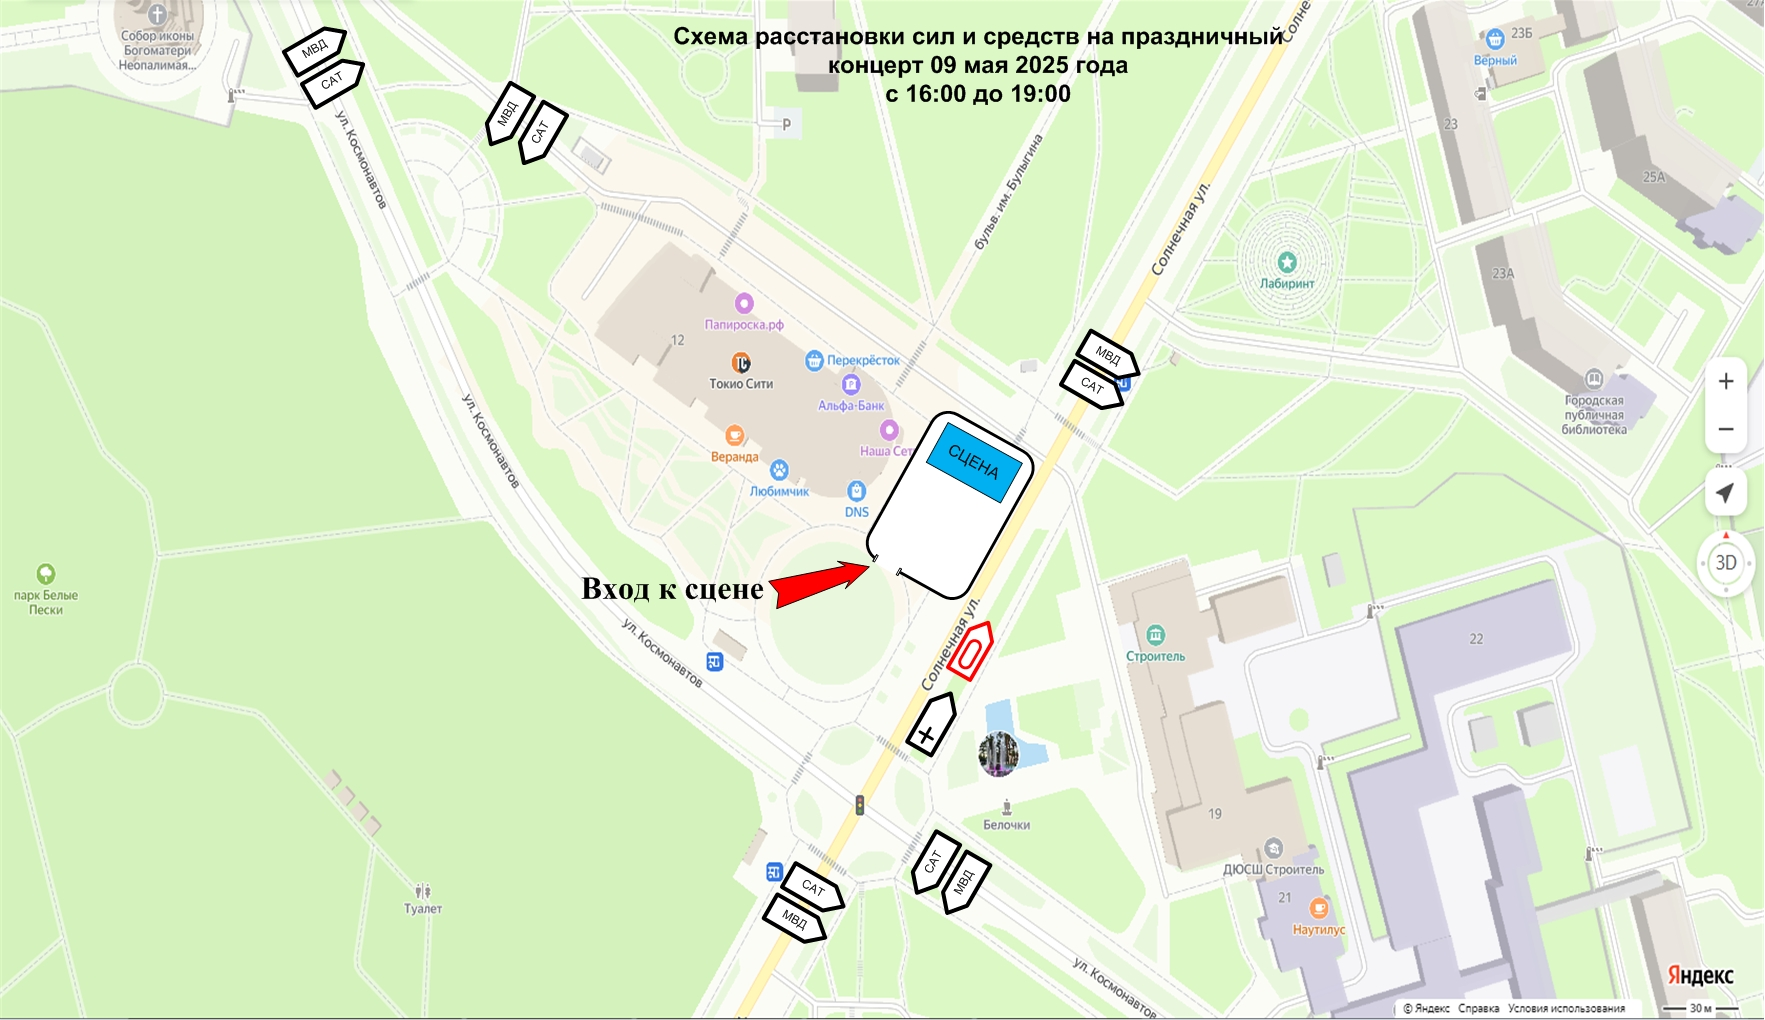 Схема расстановки сил и средств на праздничный
концерт 09 мая 2025 года
с 16:00 до 19:00
Собор иконы
Богоматери
Неопалимая...
МВД
САТ
МВД
САТ
ул. Космонавтов
P
бульв. им. Булыгина
Солнечная ул.
Верный
23Б
23
25А
23А
Лабиринт
Городская
публичная
библиотека
Папироска.рф
12
Токио Сити
Перекрёсток
Альфа-Банк
Наша Сет
Веранда
Любимчик
DNS
МВД
САТ
СЦЕНА
ул. Космонавтов
парк Белые
Пески
Вход к сцене
ул. Космонавтов
Солнечная ул.
Строитель
22
3D
Белочки
19
ДЮСШ Строитель
21
Наутилус
Туалет
САТ
МВД
САТ
МВД
ул. Космонавтов
Яндекс
© Яндекс Справка Условия использования
30 м